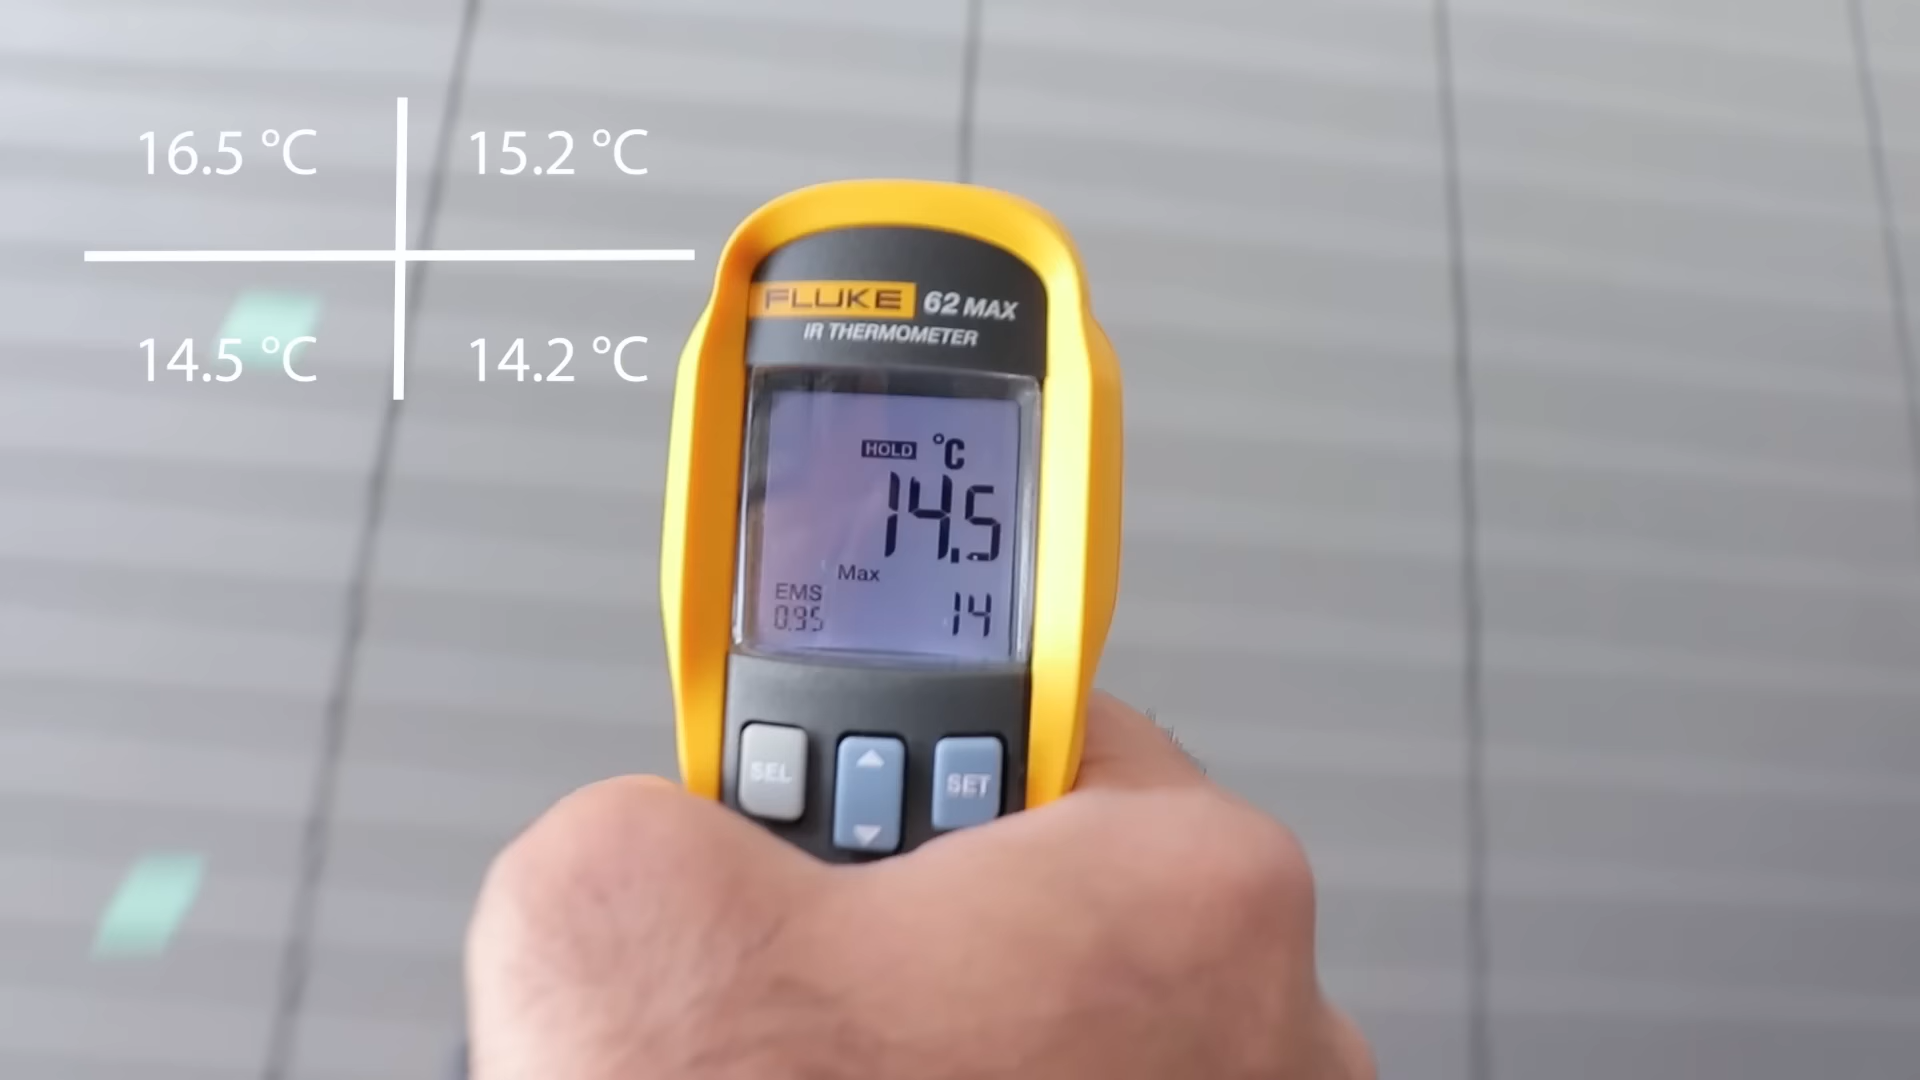 16.5 °C 15.2 °C
14.5 °C 14.2 °C
FLUKE 62 MAX
IR THERMOMETER
HOLD °C
14.5
Max
EMS
0.95 14
SEL SET